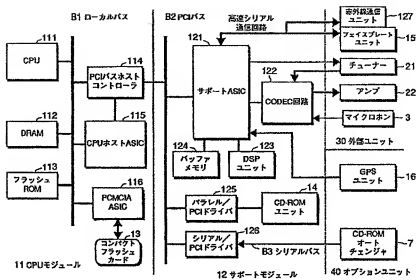 B1 ローカルバス
B2 PCIバス
高速シリアル
通信回路
赤外線通信
ユニット
127
フェイスプレート
ユニット
15
111
CPU
114
PCIバスホスト
コントローラ
121
サポートASIC
チューナー
21
122
CODEC回路
アンプ
22
112
DRAM
115
CPUホストASIC
マイクロホン
3
30 外部ユニット
113
フラッシュ
ROM
124
バッファ
メモリ
123
DSP
ユニット
GPS
ユニット
16
116
PCMCIA
ASIC
125
パラレル/
PCIドライバ
14
CD-ROM
ユニット
13
コンパクト
フラッシュ
カード
126
シリアル/
PCIドライバ
B3 シリアルバス
CD-ROM
オート
チェンジャ
7
11 CPUモジュール
12 サポートモジュール
40 オプションユニット